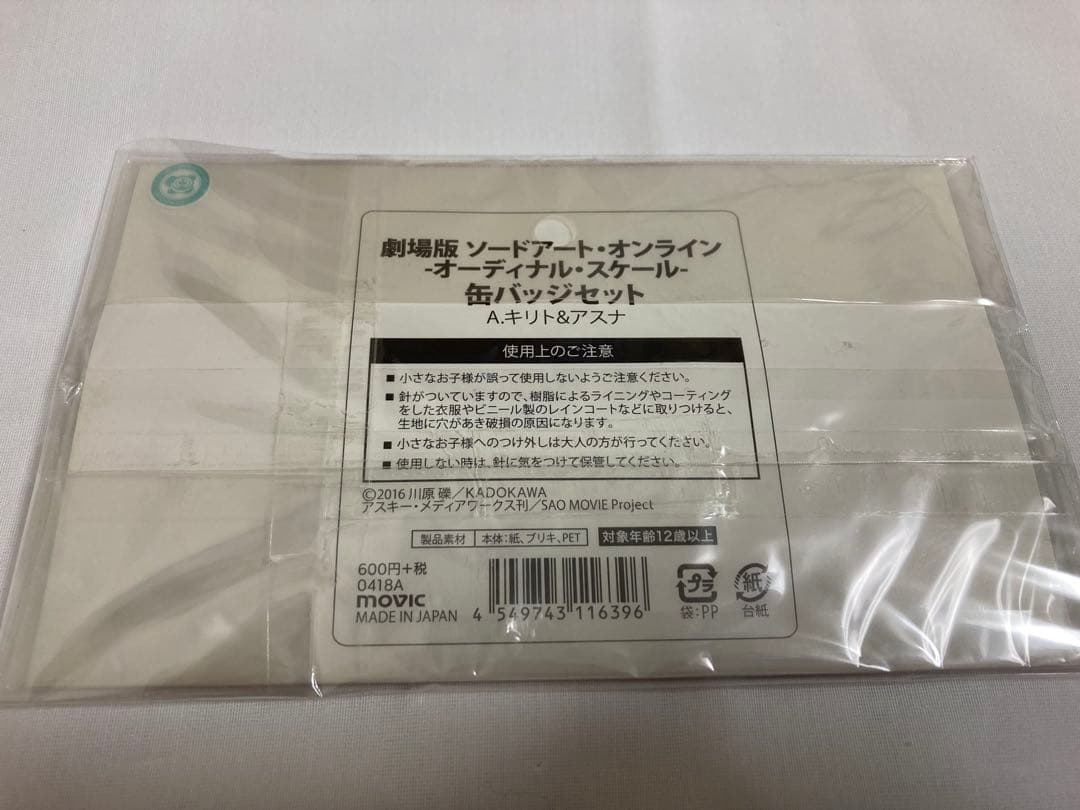 劇場版 ソードアート・オンライン
-オーディナル・スケール-
缶バッジセット
A.キリト&アスナ
使用上のご注意
■ 小さなお子様が誤って使用しないようご注意ください。
■ 針がついていますので、樹脂によるライニングやコーティング
をした衣服やビニール製のレインコートなどに取りつけると、
生地に穴があき破損の原因になります。
■ 小さなお子様へのつけ外しは大人の方が行ってください。
■ 使用しない時は、針に気をつけて保管してください。
©2016 川原 礫／KADOKAWA
アスキー・メディアワークス刊／SAO MOVIE Project
製品素材 本体:紙、ブリキ、PET 対象年齢12歳以上
600円+税
0418A
movic
MADE IN JAPAN
4 549743 116396
プラ
袋:PP
紙
台紙